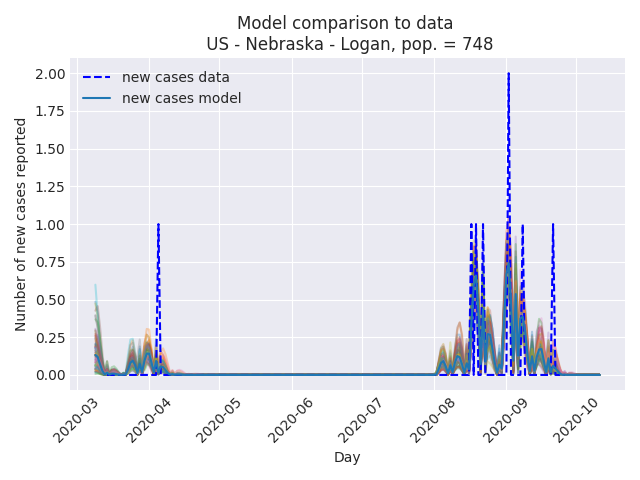 Model comparison to data
US - Nebraska - Logan, pop. = 748
new cases data
new cases model
Number of new cases reported
2.00
1.75
1.50
1.25
1.00
0.75
0.50
0.25
0.00
2020-03
2020-04
2020-05
2020-06
2020-07
2020-08
2020-09
2020-10
Day